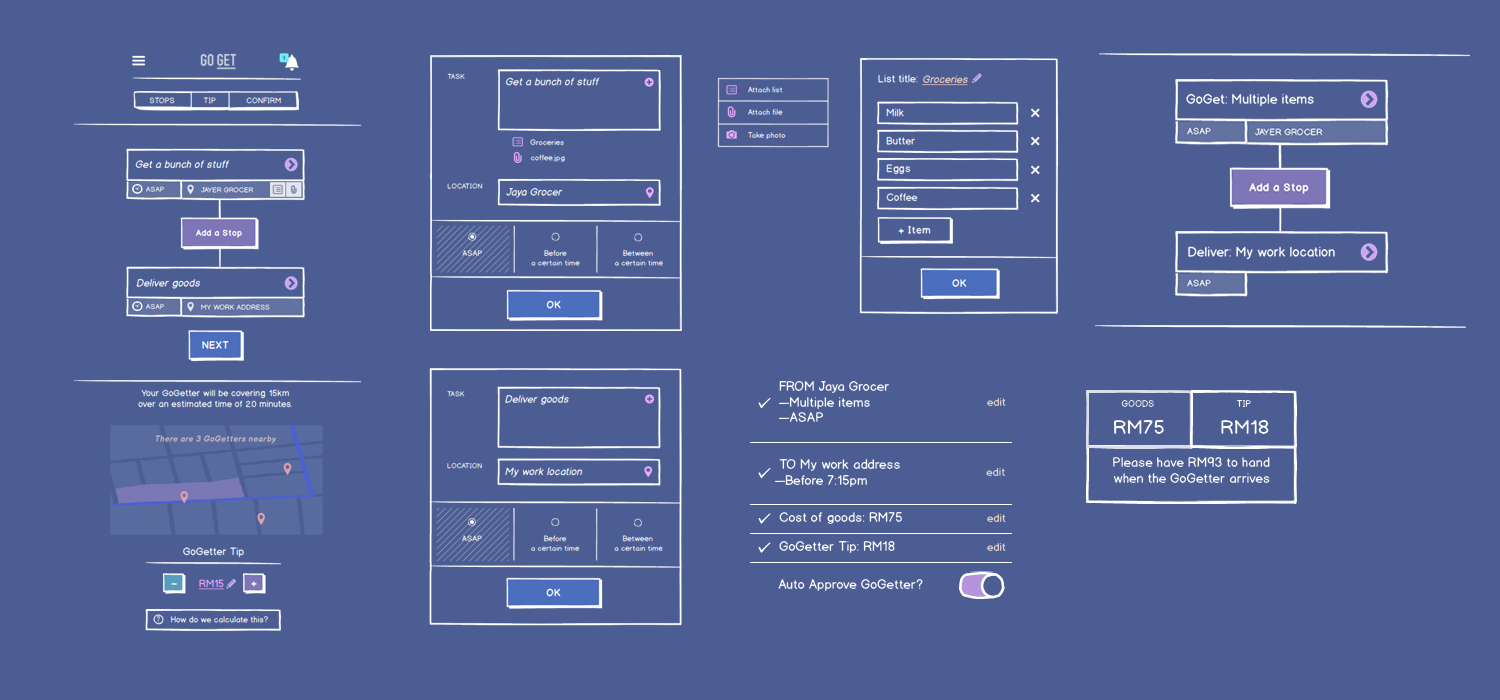 GO GET
1
STOPS
TIP
CONFIRM
Get a bunch of stuff
ASAP
JAYER GROCER
Add a Stop
Deliver goods
ASAP
MY WORK ADDRESS
NEXT
Your GoGetter will be covering 15km
over an estimated time of 20 minutes.
There are 3 GoGetters nearby
GoGetter Tip
–
RM15
+
? How do we calculate this?
TASK
Get a bunch of stuff
Groceries
coffee.jpg
LOCATION
Jaya Grocer
ASAP
Before
a certain time
Between
a certain time
OK
TASK
Deliver goods
LOCATION
My work location
ASAP
Before
a certain time
Between
a certain time
OK
Attach list
Attach file
Take photo
List title: Groceries
Milk
Butter
Eggs
Coffee
+ Item
OK
FROM Jaya Grocer
—Multiple items
—ASAP
edit
TO My work address
—Before 7:15pm
edit
Cost of goods: RM75
edit
GoGetter Tip: RM18
edit
Auto Approve GoGetter?
GoGet: Multiple items
ASAP
JAYER GROCER
Add a Stop
Deliver: My work location
ASAP
GOODS
RM75
TIP
RM18
Please have RM93 to hand
when the GoGetter arrives